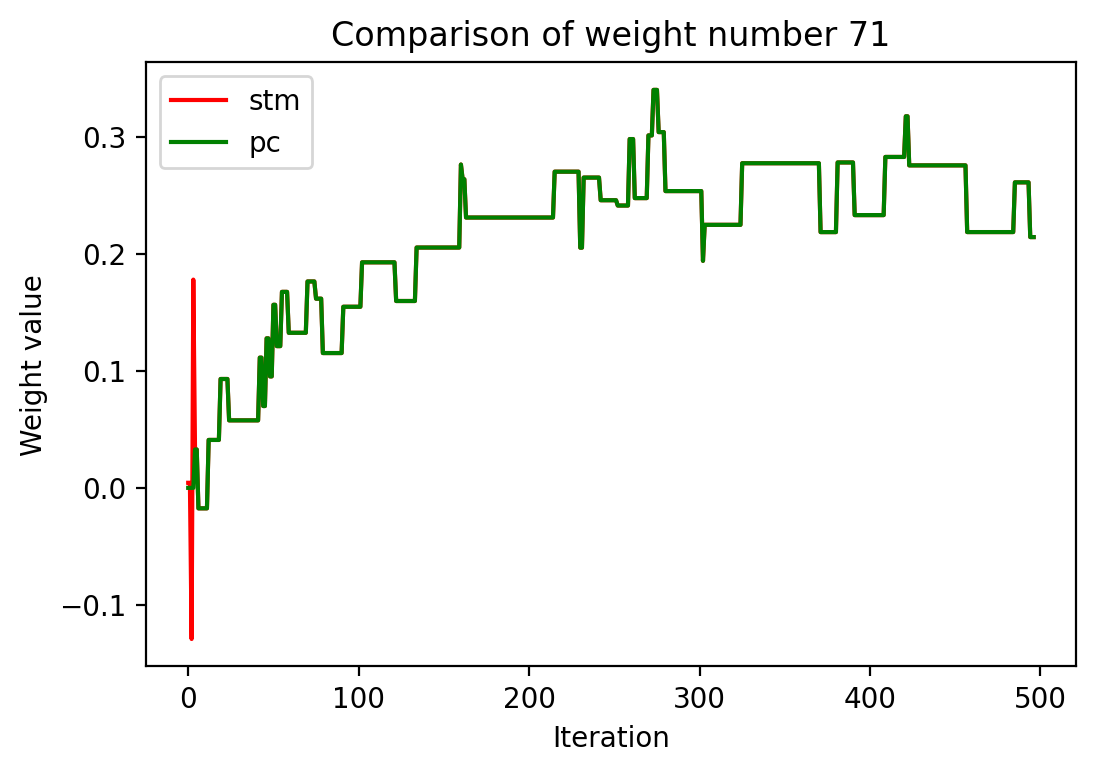 Comparison of weight number 71
stm
pc
0.3
0.2
0.1
0.0
−0.1
Weight value
0 100 200 300 400 500
Iteration